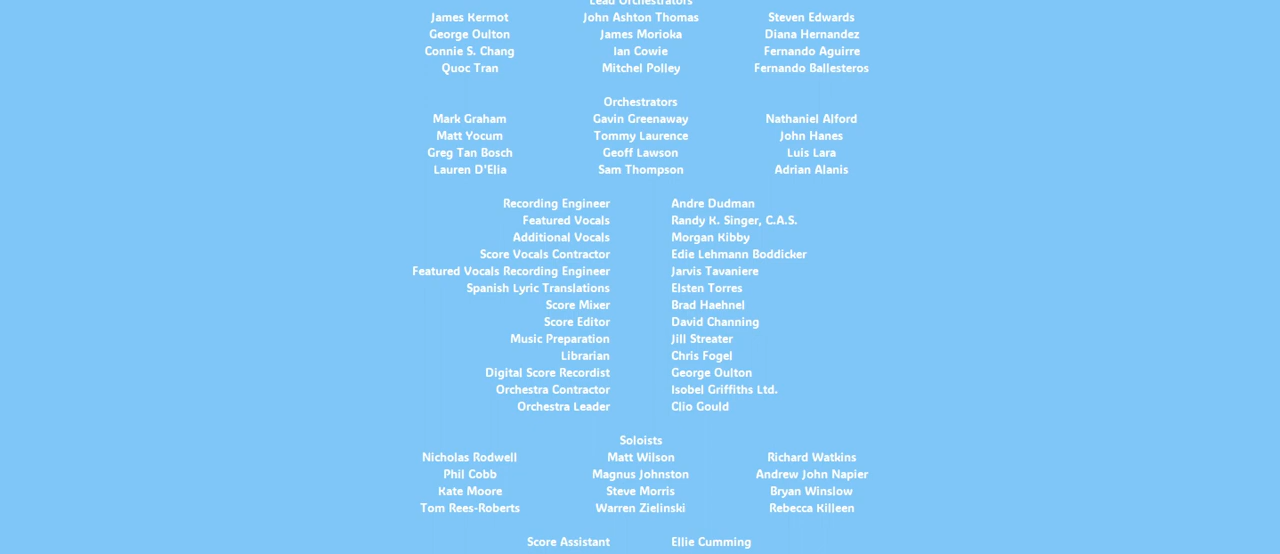 Lead Orchestrators
James Kermot John Ashton Thomas Steven Edwards
George Oulton James Morioka Diana Hernandez
Connie S. Chang Ian Cowie Fernando Aguirre
Quoc Tran Mitchel Polley Fernando Ballesteros
Orchestrators
Mark Graham Gavin Greenaway Nathaniel Alford
Matt Yocum Tommy Laurence John Hanes
Greg Tan Bosch Geoff Lawson Luis Lara
Lauren D'Elia Sam Thompson Adrian Alanis
Recording Engineer Andre Dudman
Featured Vocals Randy K. Singer, C.A.S.
Additional Vocals Morgan Kibby
Score Vocals Contractor Edie Lehmann Boddicker
Featured Vocals Recording Engineer Jarvis Tavaniere
Spanish Lyric Translations Elsten Torres
Score Mixer Brad Haehnel
Score Editor David Channing
Music Preparation Jill Streater
Librarian Chris Fogel
Digital Score Recordist George Oulton
Orchestra Contractor Isobel Griffiths Ltd.
Orchestra Leader Clio Gould
Soloists
Nicholas Rodwell Matt Wilson Richard Watkins
Phil Cobb Magnus Johnston Andrew John Napier
Kate Moore Steve Morris Bryan Winslow
Tom Rees-Roberts Warren Zielinski Rebecca Killeen
Score Assistant Ellie Cumming